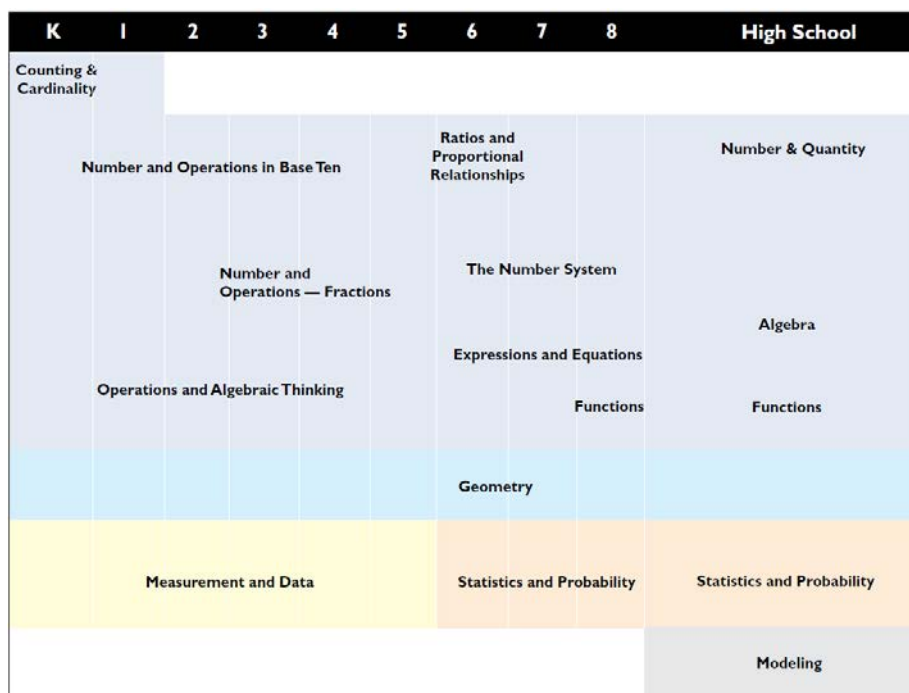 K 1 2 3 4 5 6 7 8 High School
Counting &
Cardinality
Number and Operations in Base Ten
Ratios and
Proportional
Relationships
Number & Quantity
Number and
Operations — Fractions
The Number System
Algebra
Expressions and Equations
Operations and Algebraic Thinking
Functions
Functions
Geometry
Measurement and Data
Statistics and Probability
Statistics and Probability
Modeling